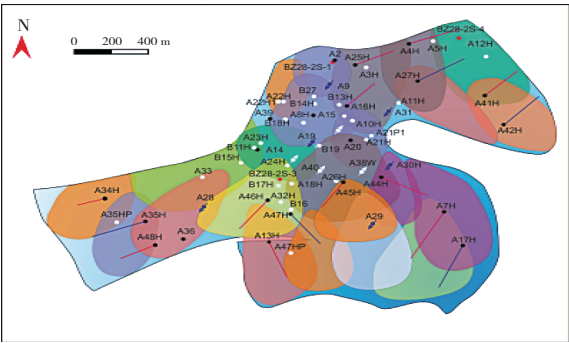 N
0 200 400 m
BZ28-2S-4
A2
A25H
A4H
A5H
A12H
BZ28-2S-1
A3H
A27H
A9
B27
B13H
A22H
A22H1
B14H
A16H
A11H
A41H
A39
A8H
A15
A31
B18H
A10H
A42H
A19
A21P1
A23H
A20
A21H
B11H
A14
B19
B15H
A24H
A38W
A30H
A33
BZ28-2S-3
A40
B17H
A18H
A26H
A44H
A34H
A28
A46H
A32H
A45H
B16
A7H
A35HP
A35H
A47H
A29
A48H
A36
A13H
A17H
A47HP